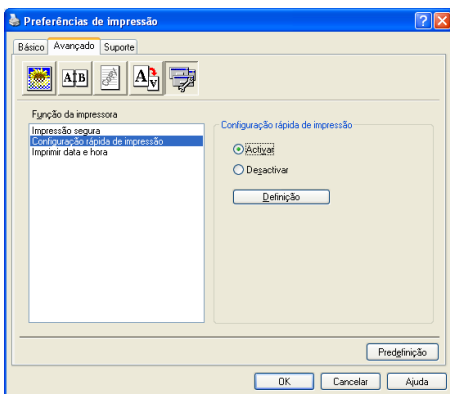 Preferências de impressão
Básico Avançado Suporte
A B
A V
Função da impressora
Impressão segura
Configuração rápida de impressão
Imprimir data e hora
Configuração rápida de impressão
Activar
Desactivar
Definição
Predefinição
OK Cancelar Ajuda